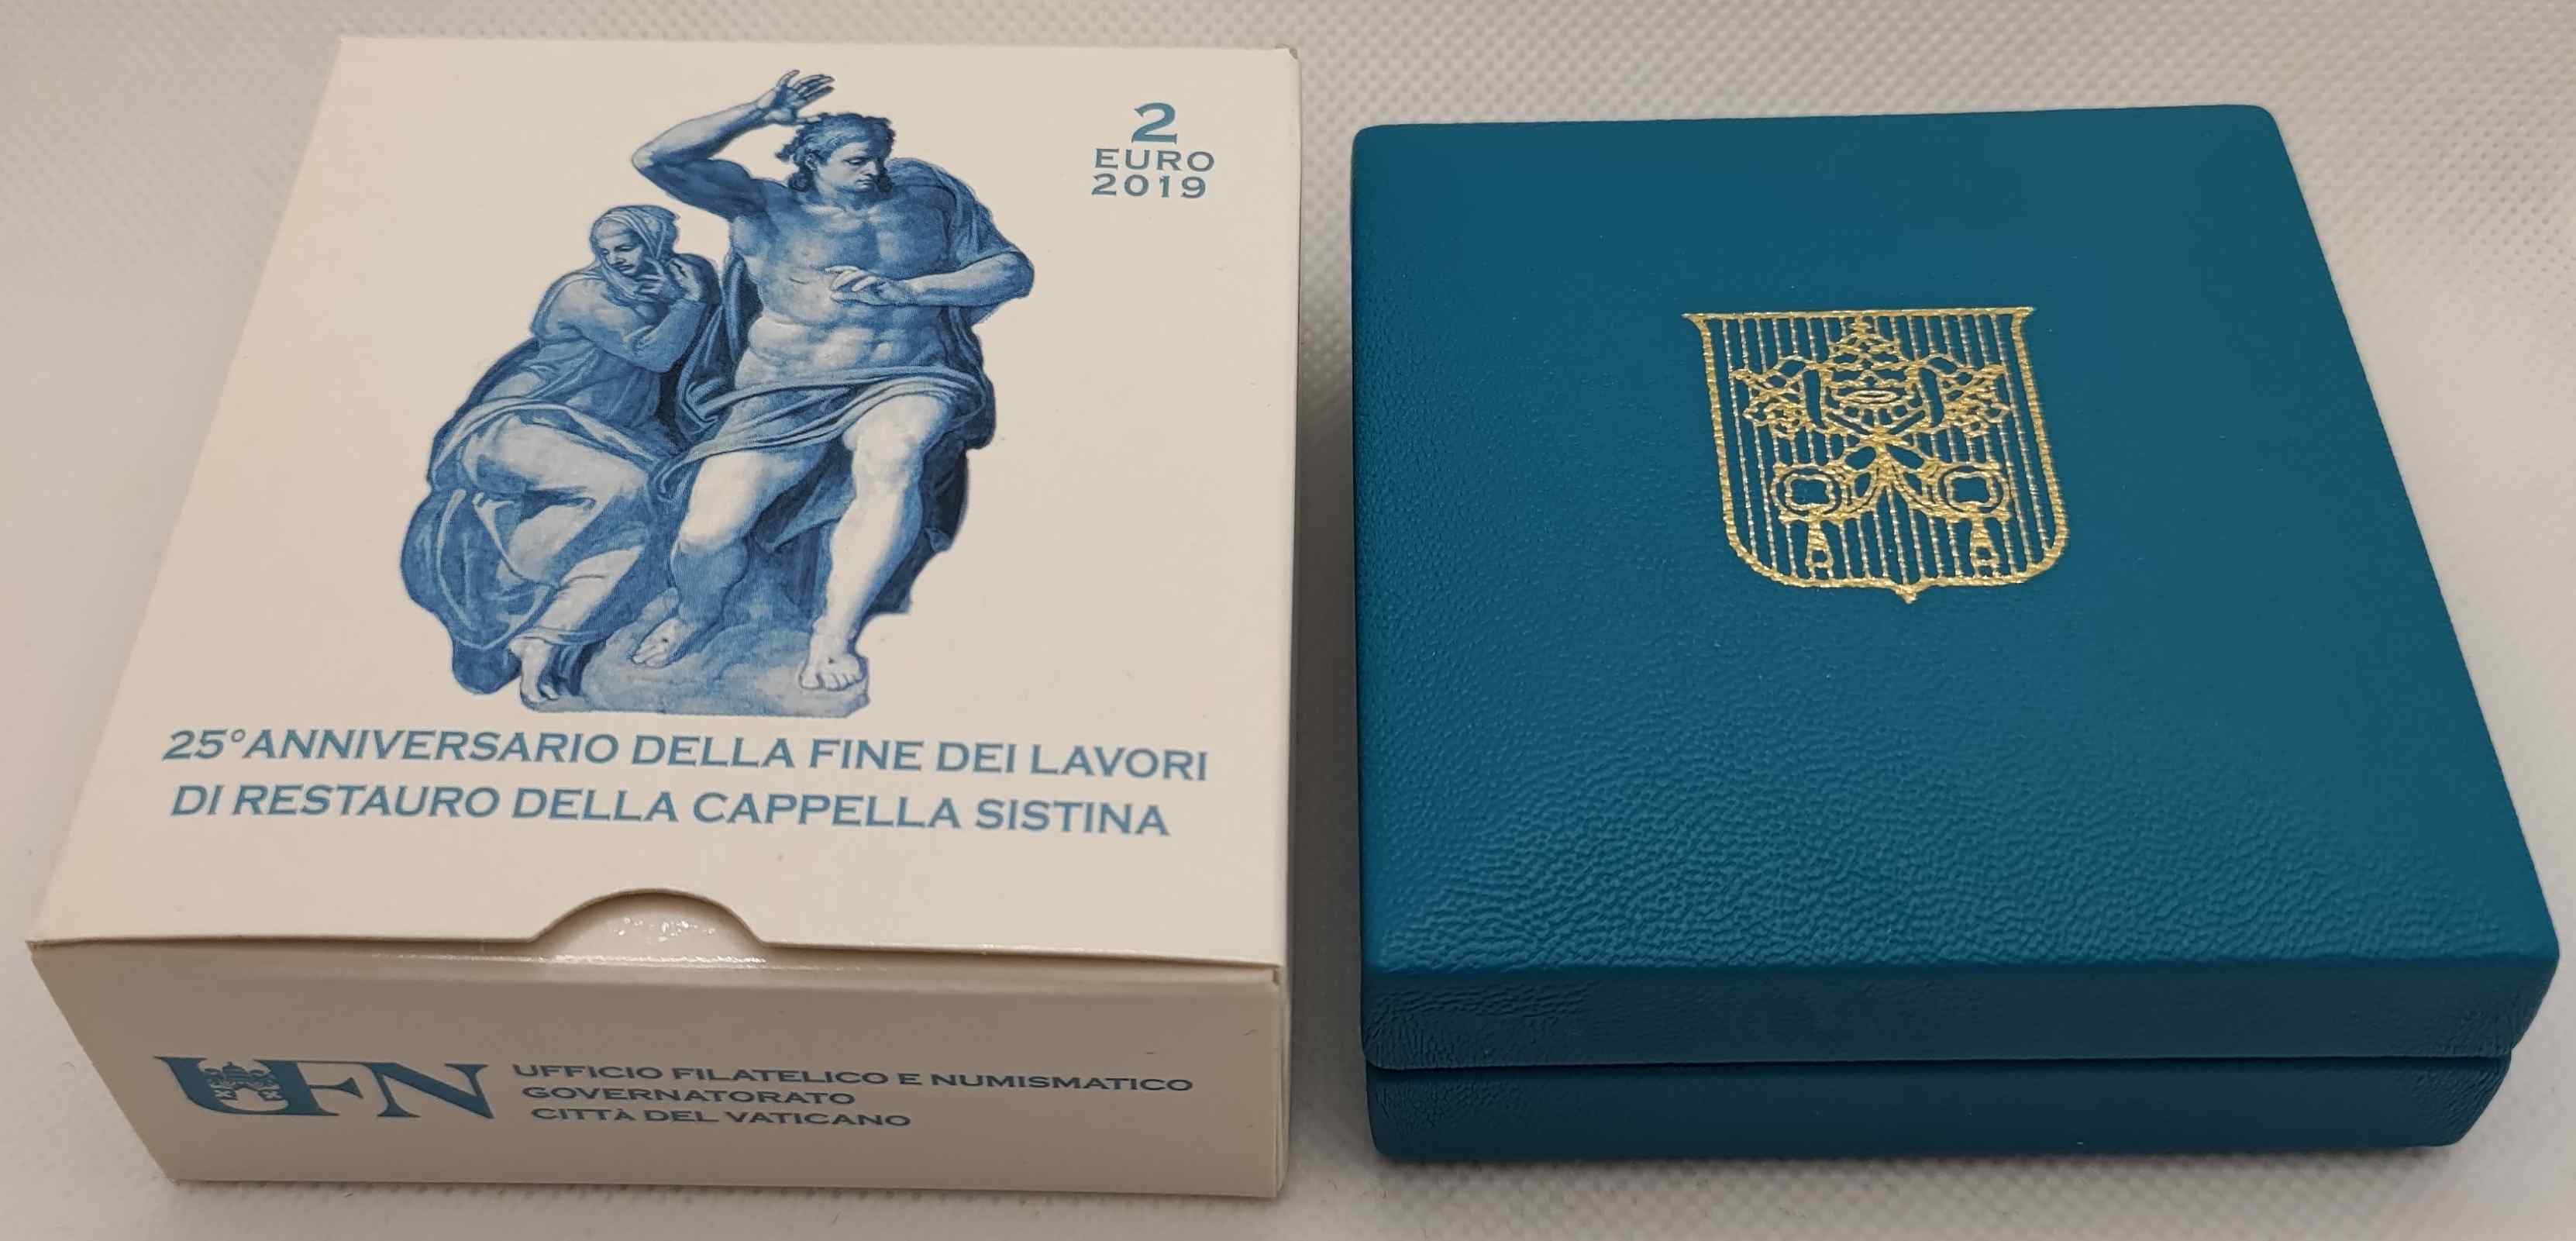 2
EURO
2019
25° ANNIVERSARIO DELLA FINE DEI LAVORI
DI RESTAURO DELLA CAPPELLA SISTINA
UFN
UFFICIO FILATELICO E NUMISMATICO
GOVERNATORATO
CITTÀ DEL VATICANO